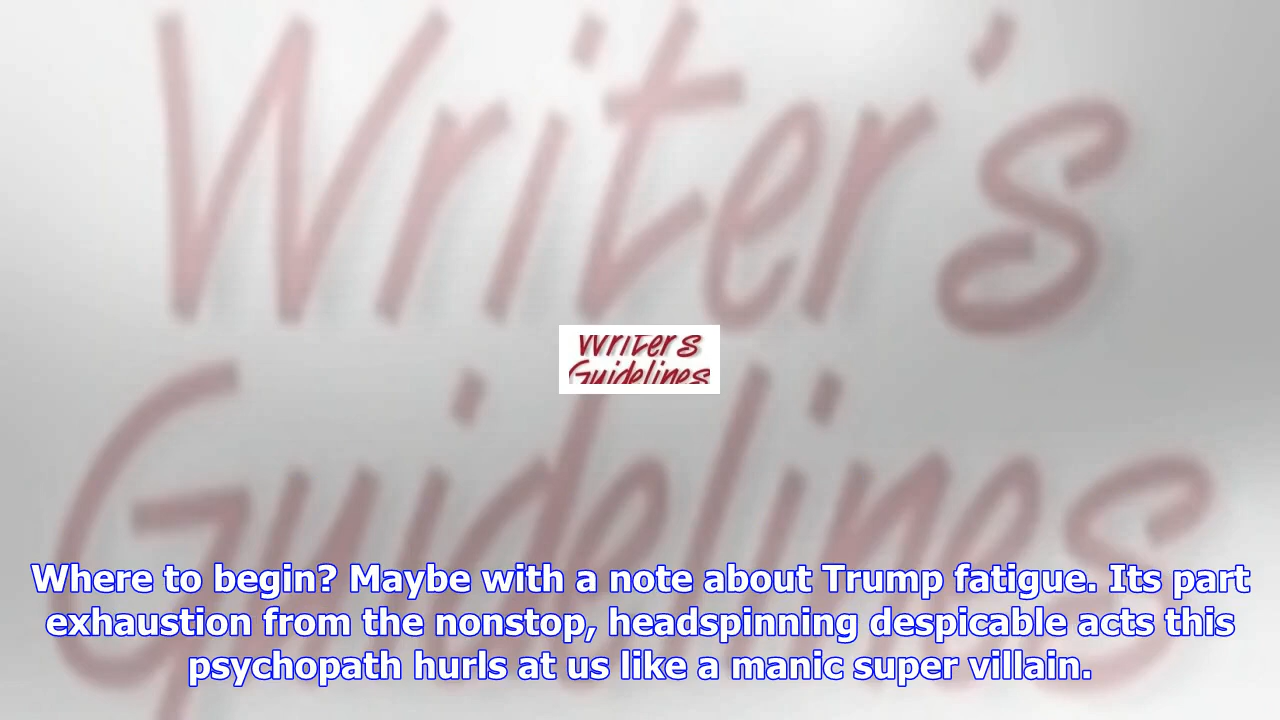 Writer's
Guidelines
Writer's
Guidelines
Where to begin? Maybe with a note about Trump fatigue. Its part
exhaustion from the nonstop, headspinning despicable acts this
psychopath hurls at us like a manic super villain.